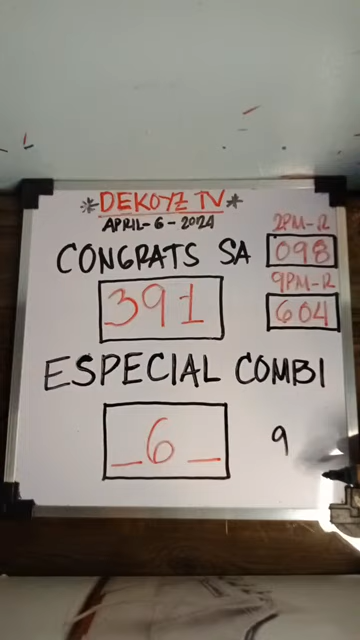 *DEKOYZ TV*
APRIL-6-2024
2PM-R
CONGRATS SA
098
9PM-R
391
604
ESPECIAL COMBI
_6_
9